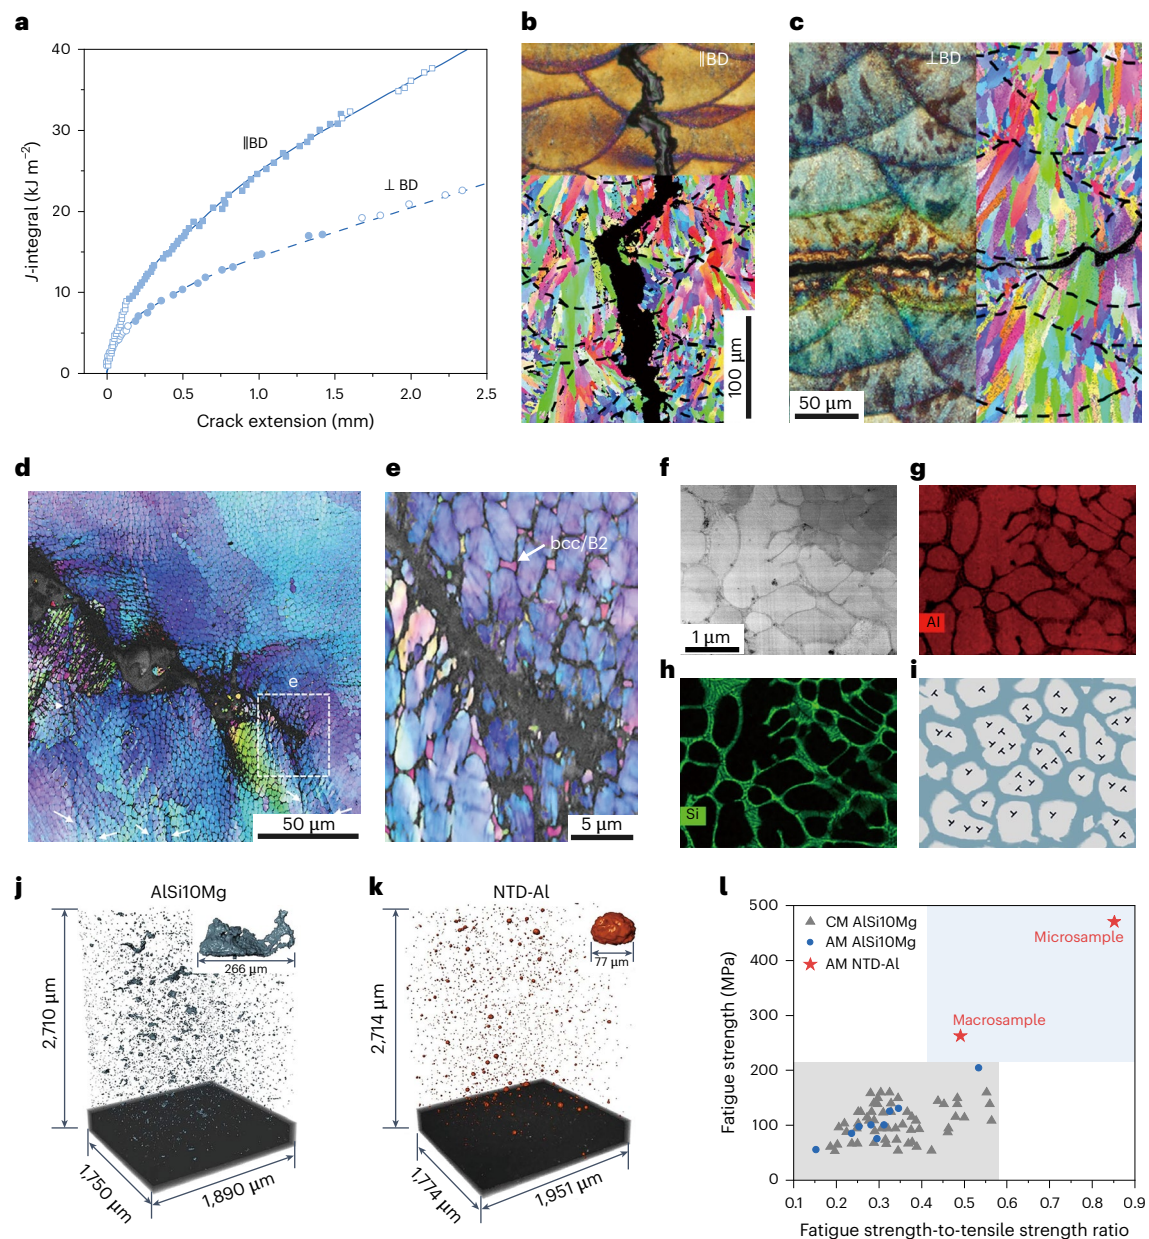 a
40
30
20
10
0
J-integral (kJ m⁻²)
∥BD
⊥ BD
0
0.5
1.0
1.5
2.0
2.5
Crack extension (mm)
b
∥BD
100 μm
c
⊥BD
50 μm
d
e
50 μm
e
bcc/B2
5 μm
f
1 μm
g
Al
h
Si
i
j
AlSi10Mg
266 μm
2,710 μm
1,750 μm
1,890 μm
k
NTD-Al
77 μm
2,714 μm
1,774 μm
1,951 μm
l
500
400
300
200
100
0
Fatigue strength (MPa)
CM AlSi10Mg
AM AlSi10Mg
AM NTD-Al
Microsample
Macrosample
0.1
0.2
0.3
0.4
0.5
0.6
0.7
0.8
0.9
Fatigue strength-to-tensile strength ratio